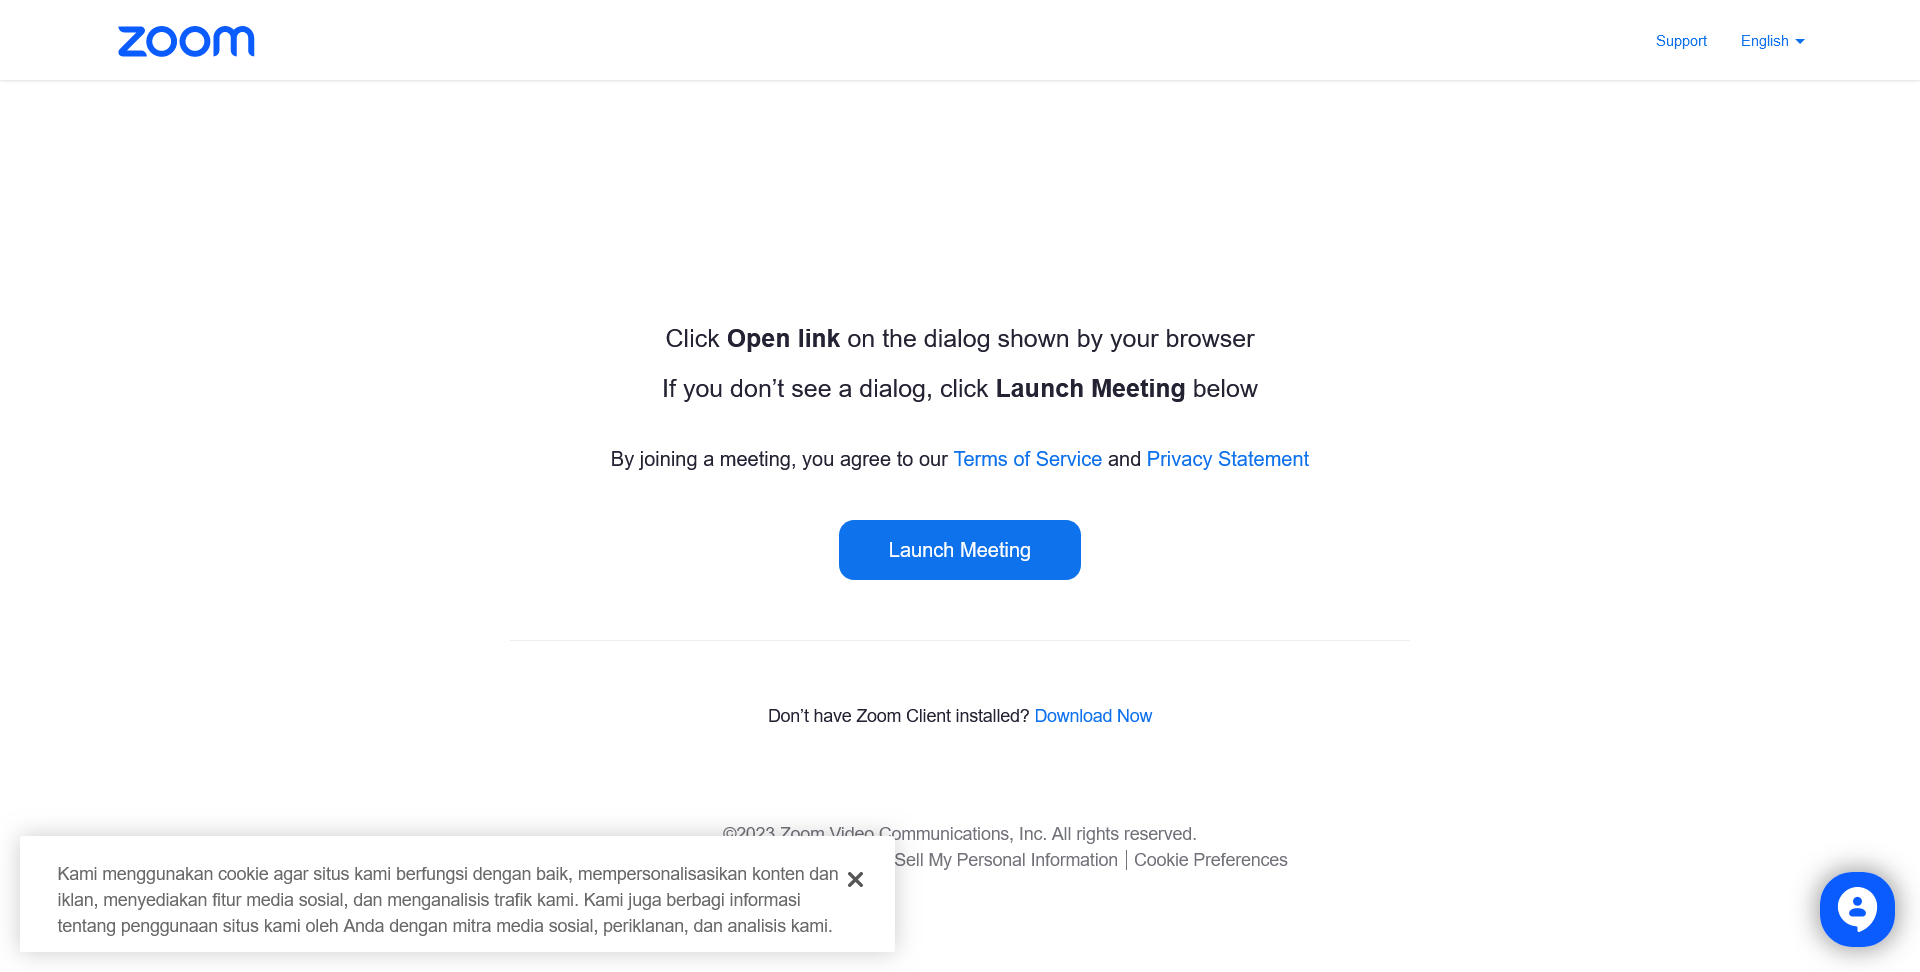 zoom
Support English
Click Open link on the dialog shown by your browser
If you don’t see a dialog, click Launch Meeting below
By joining a meeting, you agree to our Terms of Service and Privacy Statement
Launch Meeting
Don’t have Zoom Client installed? Download Now
©2023 Zoom Video Communications, Inc. All rights reserved.
Sell My Personal Information | Cookie Preferences
Kami menggunakan cookie agar situs kami berfungsi dengan baik, mempersonalisasikan konten dan
iklan, menyediakan fitur media sosial, dan menganalisis trafik kami. Kami juga berbagi informasi
tentang penggunaan situs kami oleh Anda dengan mitra media sosial, periklanan, dan analisis kami.